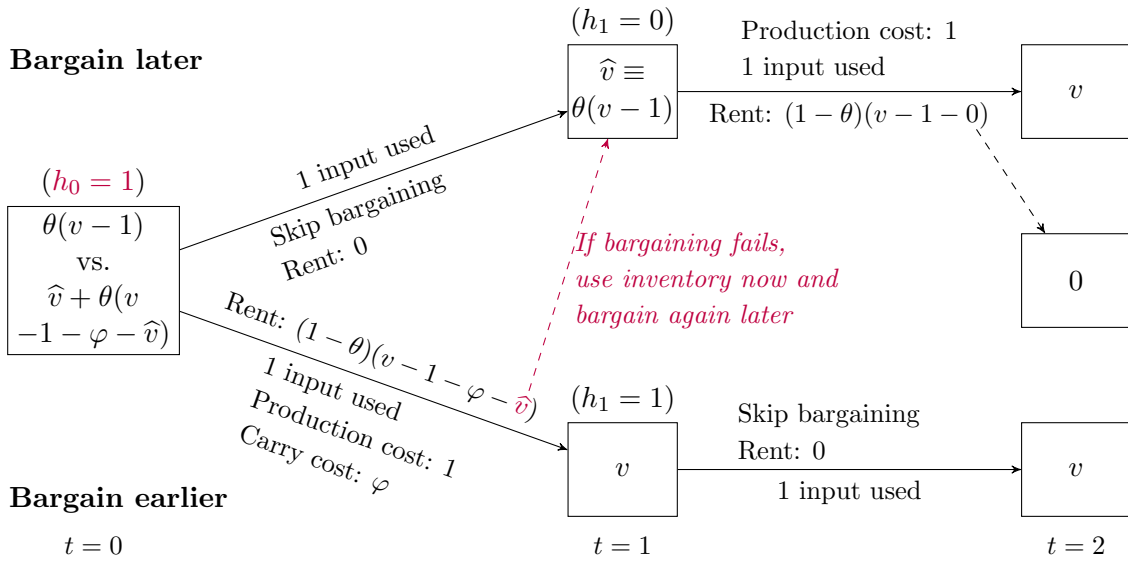 Bargain later
(h₁ = 0)
v̂ ≡
θ(v − 1)
Production cost: 1
1 input used
Rent: (1 − θ)(v − 1 − 0)
v
1 input used
Skip bargaining
Rent: 0
(h₀ = 1)
θ(v − 1)
vs.
v̂ + θ(v
−1 − φ − v̂)
If bargaining fails,
use inventory now and
bargain again later
0
Rent: (1 − θ)(v − 1 − φ − v̂)
1 input used
Production cost: 1
Carry cost: φ
(h₁ = 1)
v
Skip bargaining
Rent: 0
1 input used
v
Bargain earlier
t = 0
t = 1
t = 2